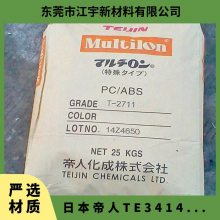 东莞市江宇新材料有限公司
TEIJIN
Multilon
マルチロン®
(特殊タイプ)
PC/ABS
GRADE T-2711
COLOR
LOT NO. 14Z4650
NET 25 KGS
帝人化成株式会社
TEIJIN CHEMICALS LTD.
严选
材质
日本帝人TE3414...